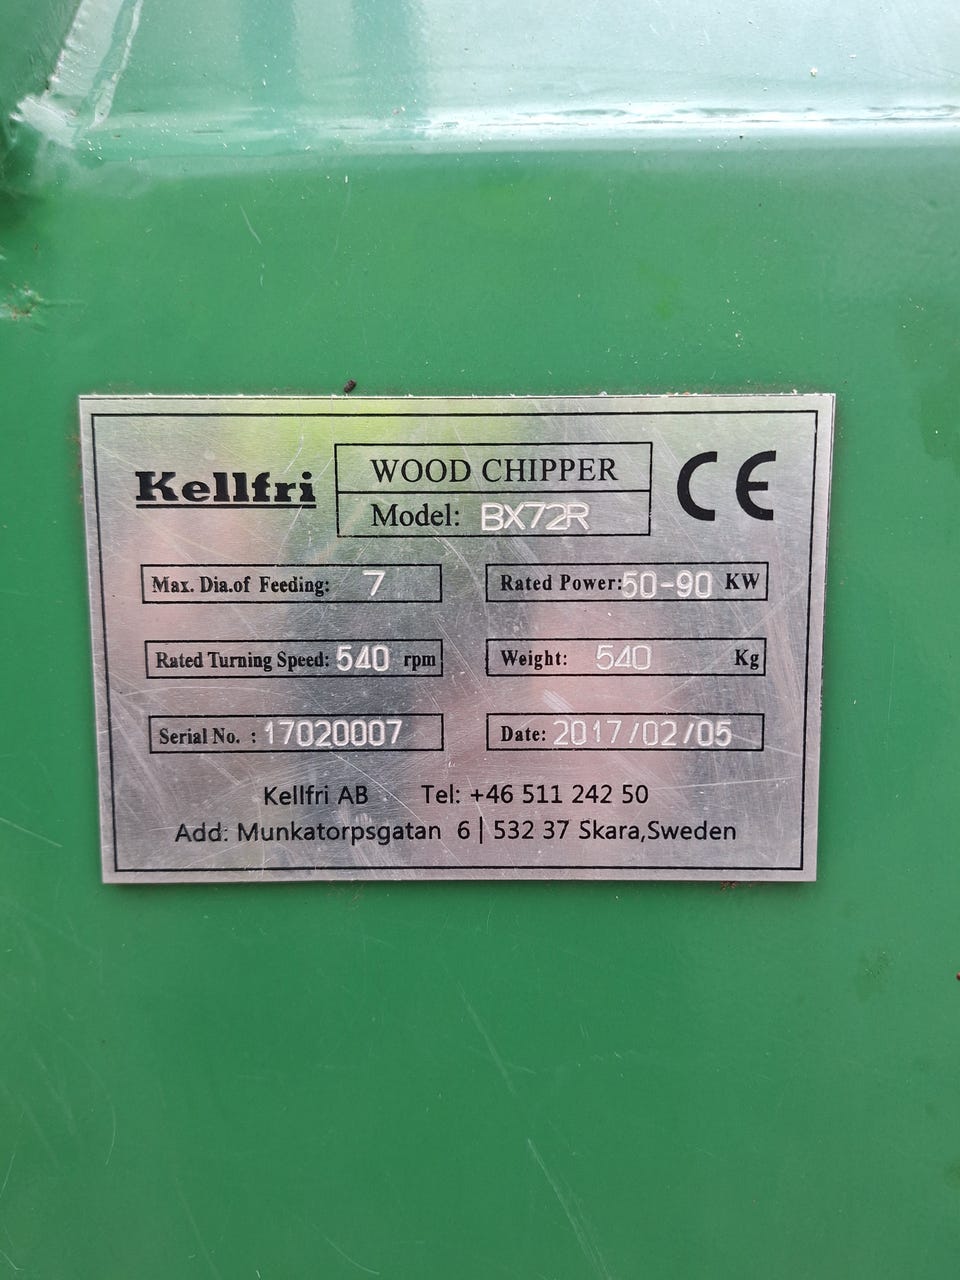 Kellfri
WOOD CHIPPER
Model: BX72R
CE
Max. Dia.of Feeding: 7
Rated Power:50-90 KW
Rated Turning Speed: 540 rpm
Weight: 540 Kg
Serial No. : 17020007
Date: 2017/02/05
Kellfri AB Tel: +46 511 242 50
Add: Munkatorpsgatan 6 | 532 37 Skara,Sweden